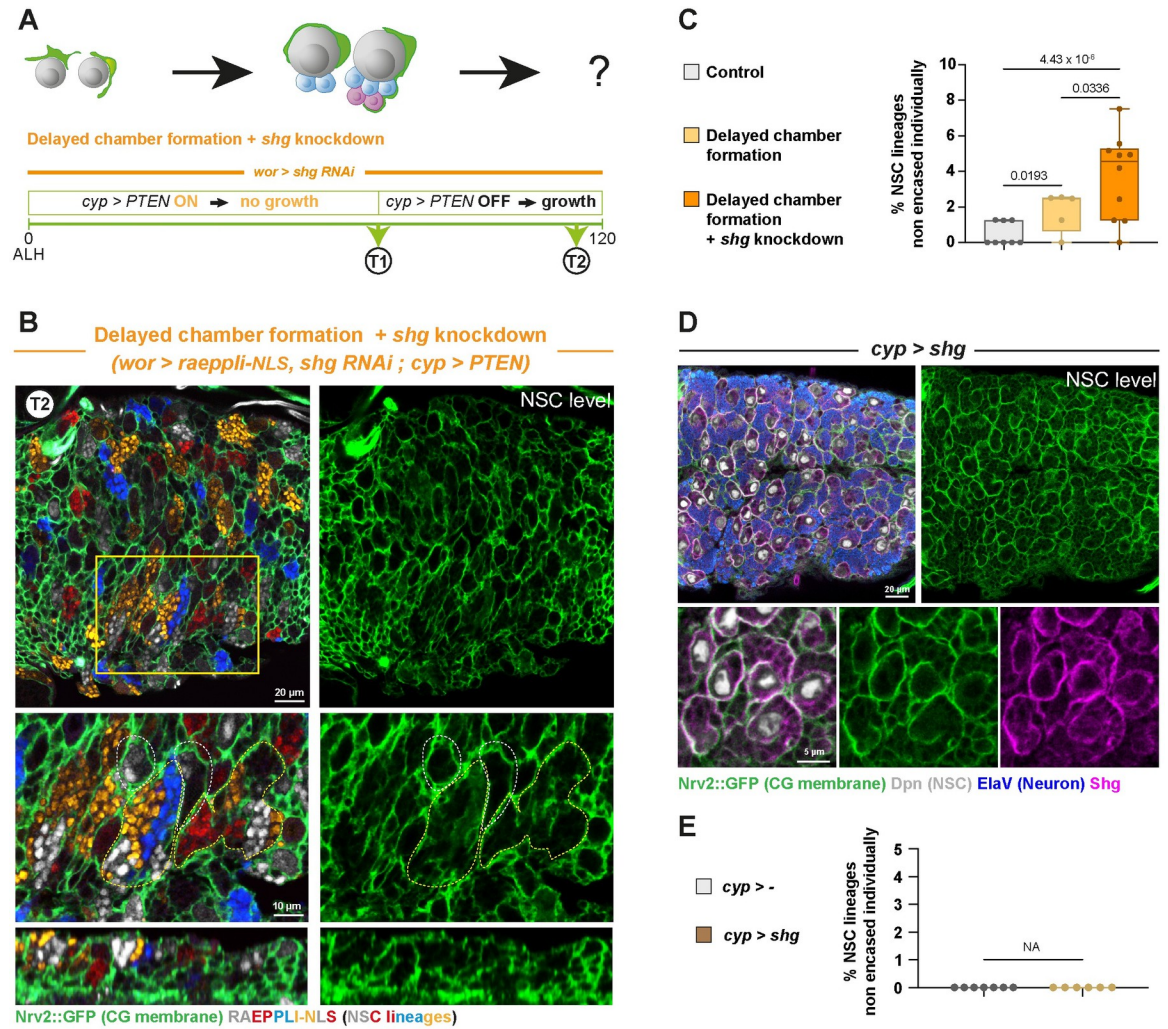 A
?
Delayed chamber formation + shg knockdown
wor > shg RNAi
cyp > PTEN ON → no growth
cyp > PTEN OFF → growth
0
120
ALH
T1
T2
B
Delayed chamber formation + shg knockdown
(wor > raeppli-NLS, shg RNAi ; cyp > PTEN)
T2
NSC level
20 µm
10 µm
Nrv2::GFP (CG membrane) RAEPPLI-NLS (NSC lineages)
C
Control
Delayed chamber
formation
Delayed chamber
formation
+ shg knockdown
% NSC lineages
non encased individually
10
8
6
4
2
0
4.43 x 10⁻⁶
0.0336
0.0193
D
cyp > shg
NSC level
20 µm
5 µm
Nrv2::GFP (CG membrane) Dpn (NSC) ElaV (Neuron) Shg
E
cyp > -
cyp > shg
% NSC lineages
non encased individually
5
4
3
2
1
0
NA